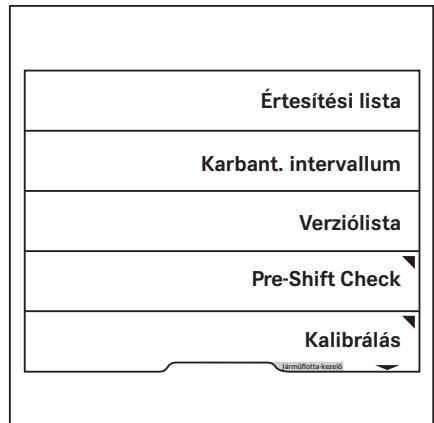 Értesítési lista
Karbant. intervallum
Verziólista
Pre-Shift Check
Kalibrálás
Járműflotta-kezelő